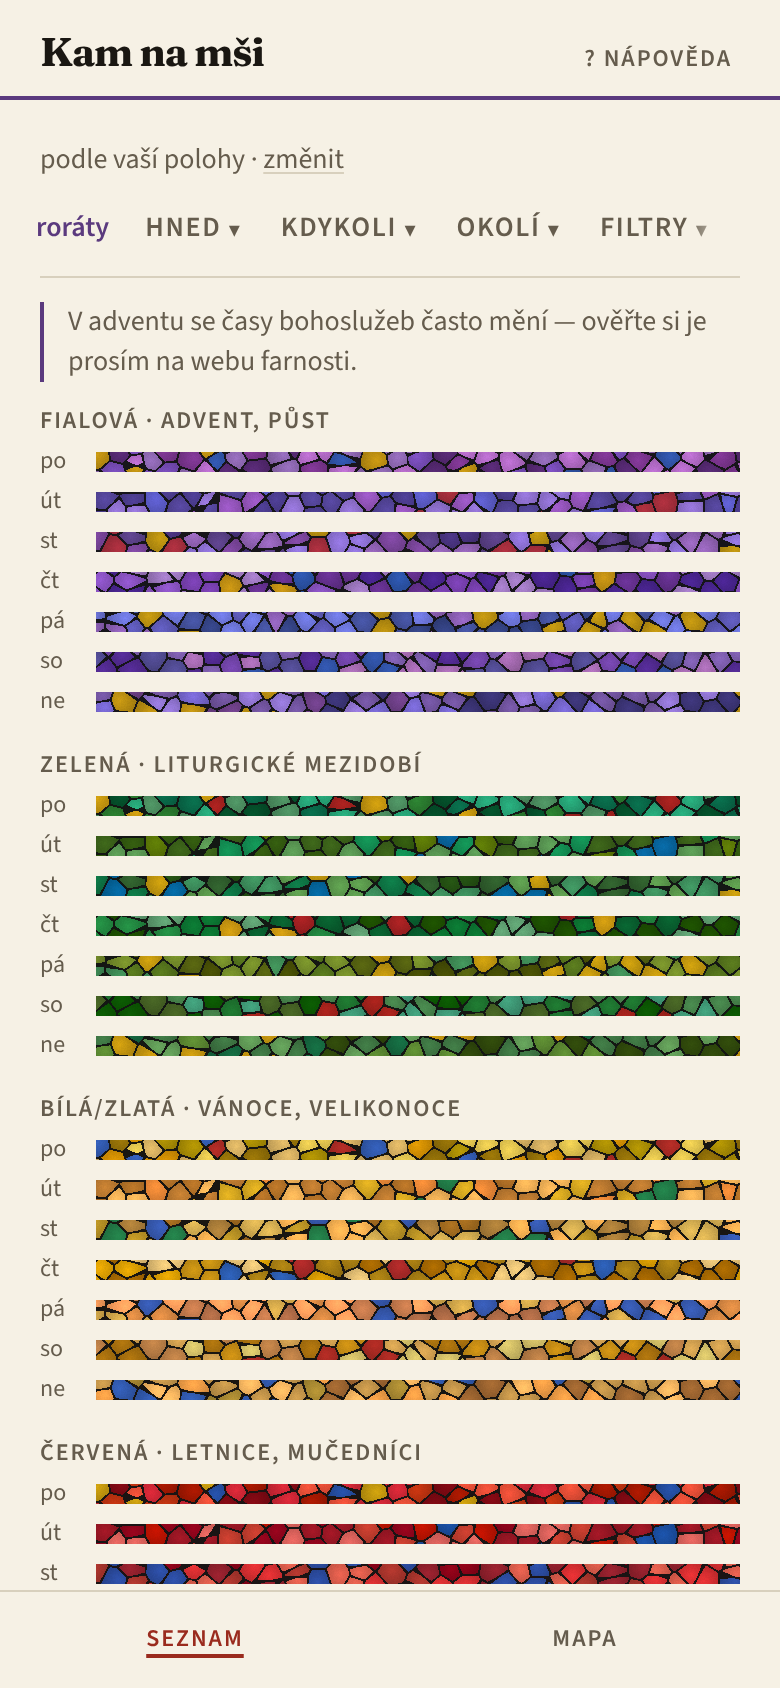 Kam na mši
? NÁPOVĚDA
podle vaší polohy · změnit
roráty HNED ▾ KDYKOLI ▾ OKOLÍ ▾ FILTRY ▾
V adventu se časy bohoslužeb často mění — ověřte si je
prosím na webu farnosti.
FIALOVÁ · ADVENT, PŮST
po
út
st
čt
pá
so
ne
ZELENÁ · LITURGICKÉ MEZIDOBÍ
po
út
st
čt
pá
so
ne
BÍLÁ/ZLATÁ · VÁNOCE, VELIKONOCE
po
út
st
čt
pá
so
ne
ČERVENÁ · LETNICE, MUČEDNÍCI
po
út
st
SEZNAM MAPA